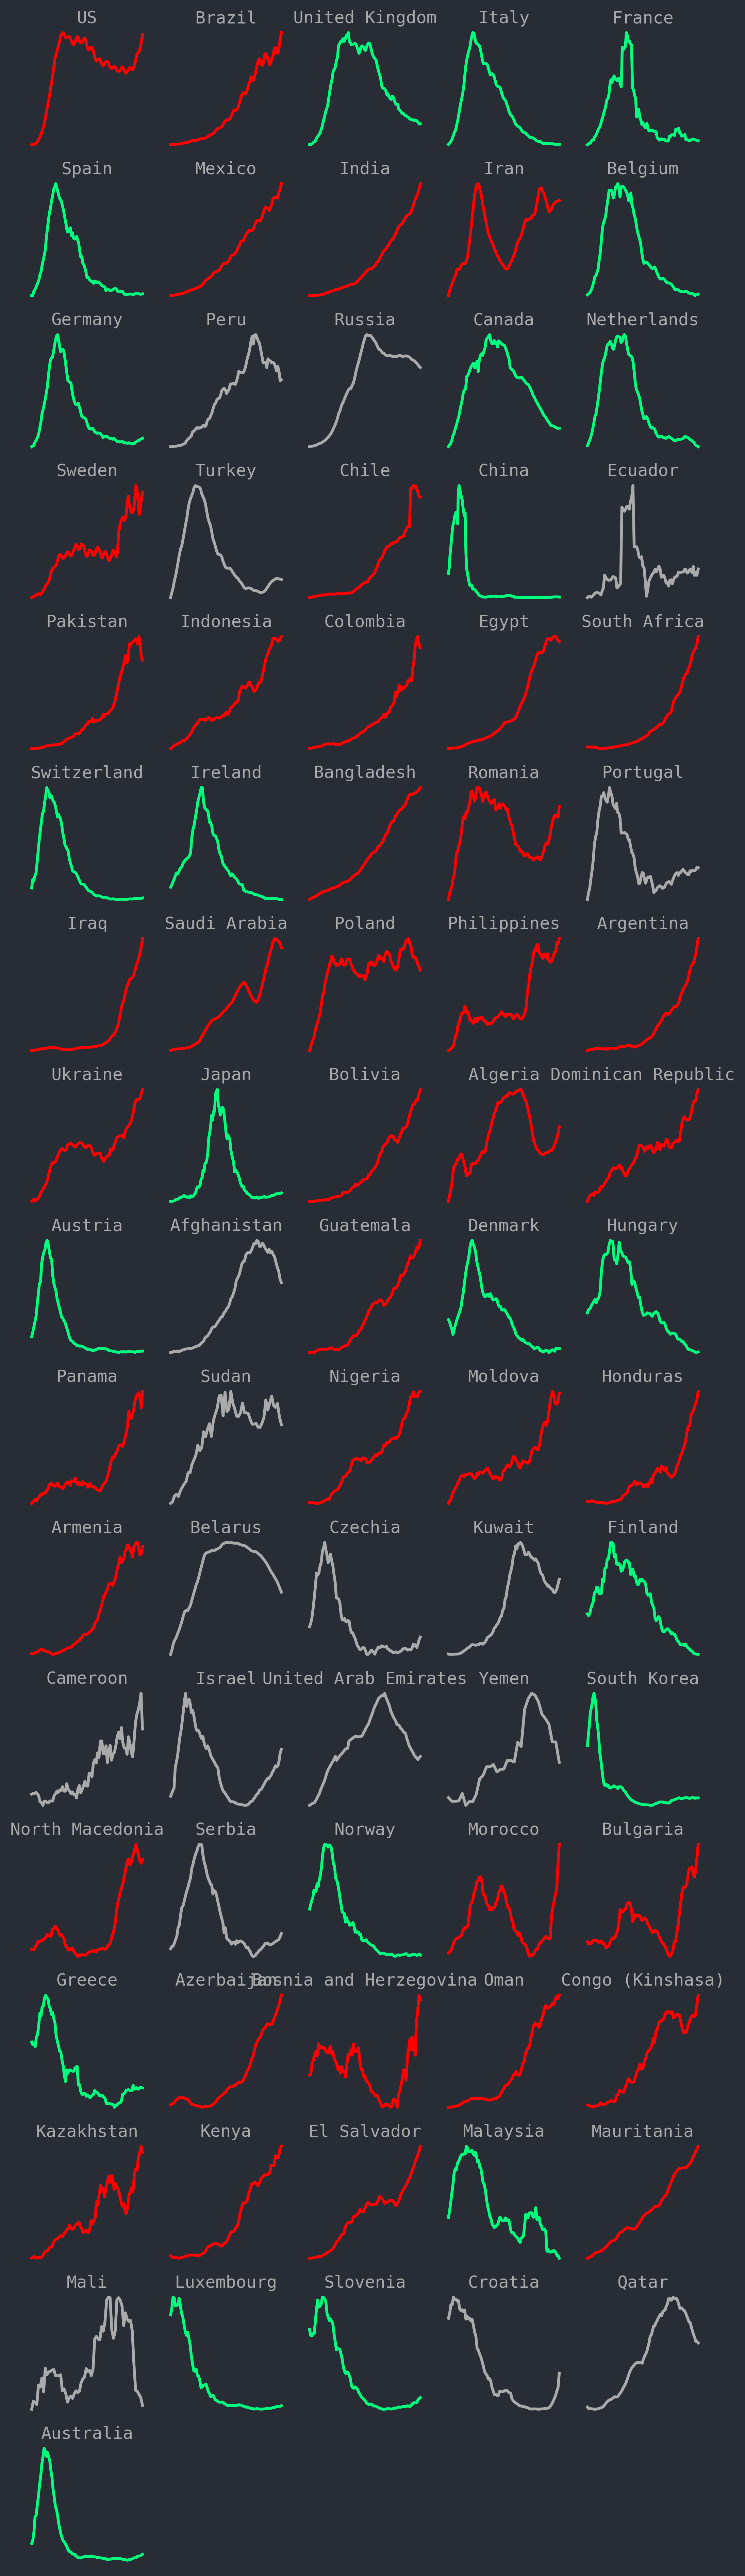 US Brazil United Kingdom Italy France
Spain Mexico India Iran Belgium
Germany Peru Russia Canada Netherlands
Sweden Turkey Chile China Ecuador
Pakistan Indonesia Colombia Egypt South Africa
Switzerland Ireland Bangladesh Romania Portugal
Iraq Saudi Arabia Poland Philippines Argentina
Ukraine Japan Bolivia Algeria Dominican Republic
Austria Afghanistan Guatemala Denmark Hungary
Panama Sudan Nigeria Moldova Honduras
Armenia Belarus Czechia Kuwait Finland
Cameroon Israel United Arab Emirates Yemen South Korea
North Macedonia Serbia Norway Morocco Bulgaria
Greece Azerbaijan Bosnia and Herzegovina Oman Congo (Kinshasa)
Kazakhstan Kenya El Salvador Malaysia Mauritania
Mali Luxembourg Slovenia Croatia Qatar
Australia